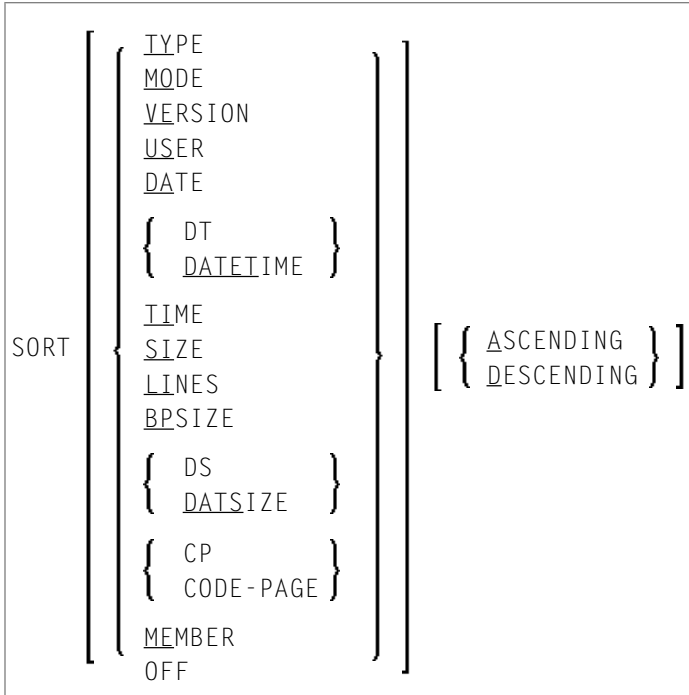 TYPE
MODE
VERSION
USER
DATE
DT
DATETIME
TIME
SORT
SIZE
LINES
BPSIZE
DS
DATSIZE
CP
CODE-PAGE
MEMBER
OFF
ASCENDING
DESCENDING